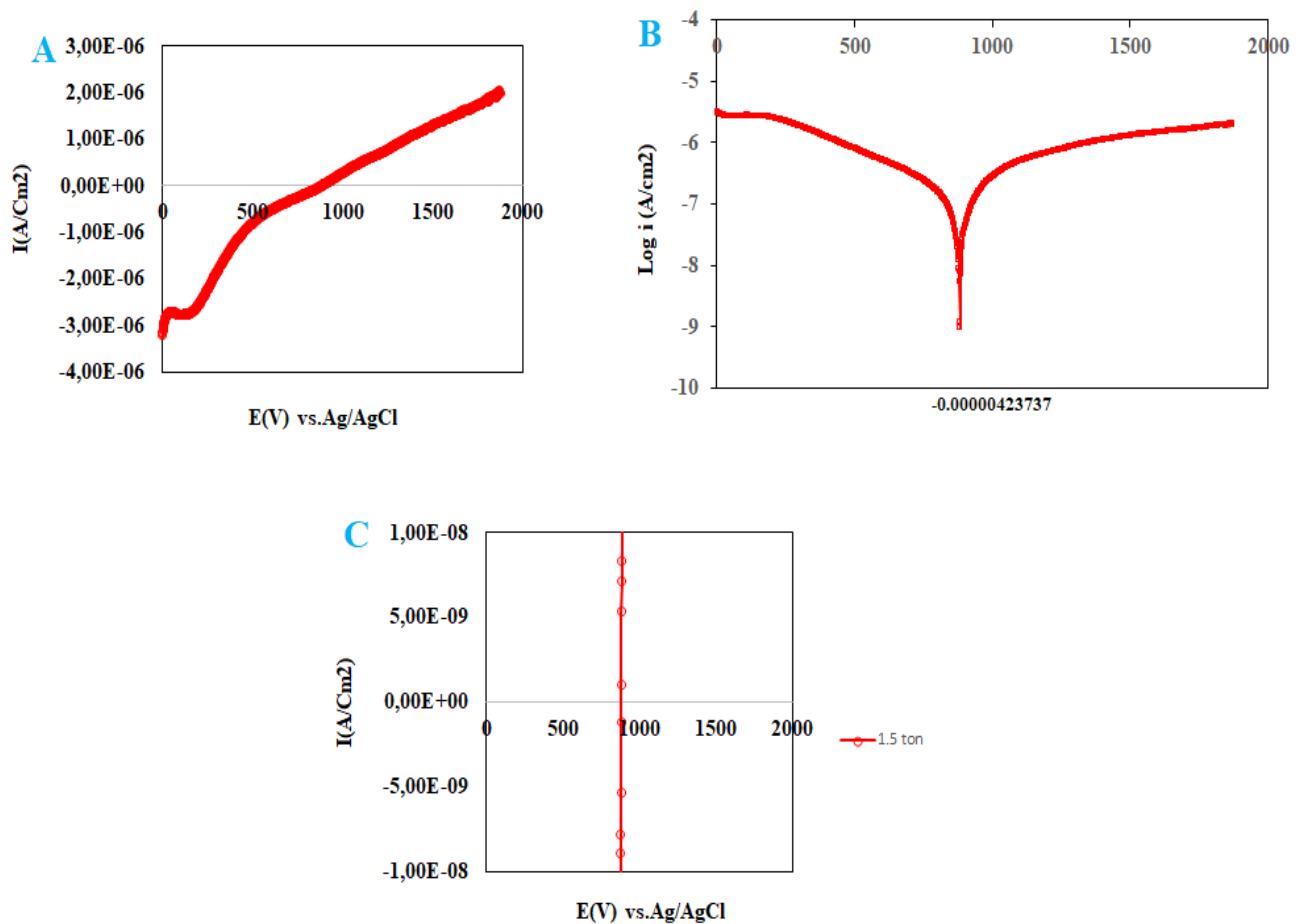 A
3,00E-06
2,00E-06
1,00E-06
0,00E+00
-1,00E-06
-2,00E-06
-3,00E-06
-4,00E-06
0 500 1000 1500 2000
I(A/Cm2)
E(V) vs.Ag/AgCl
B
-4
-5
-6
-7
-8
-9
-10
0 500 1000 1500 2000
Log i (A/cm2)
-0.00000423737
C
1,00E-08
5,00E-09
0,00E+00
-5,00E-09
-1,00E-08
0 500 1000 1500 2000
I(A/Cm2)
E(V) vs.Ag/AgCl
1.5 ton